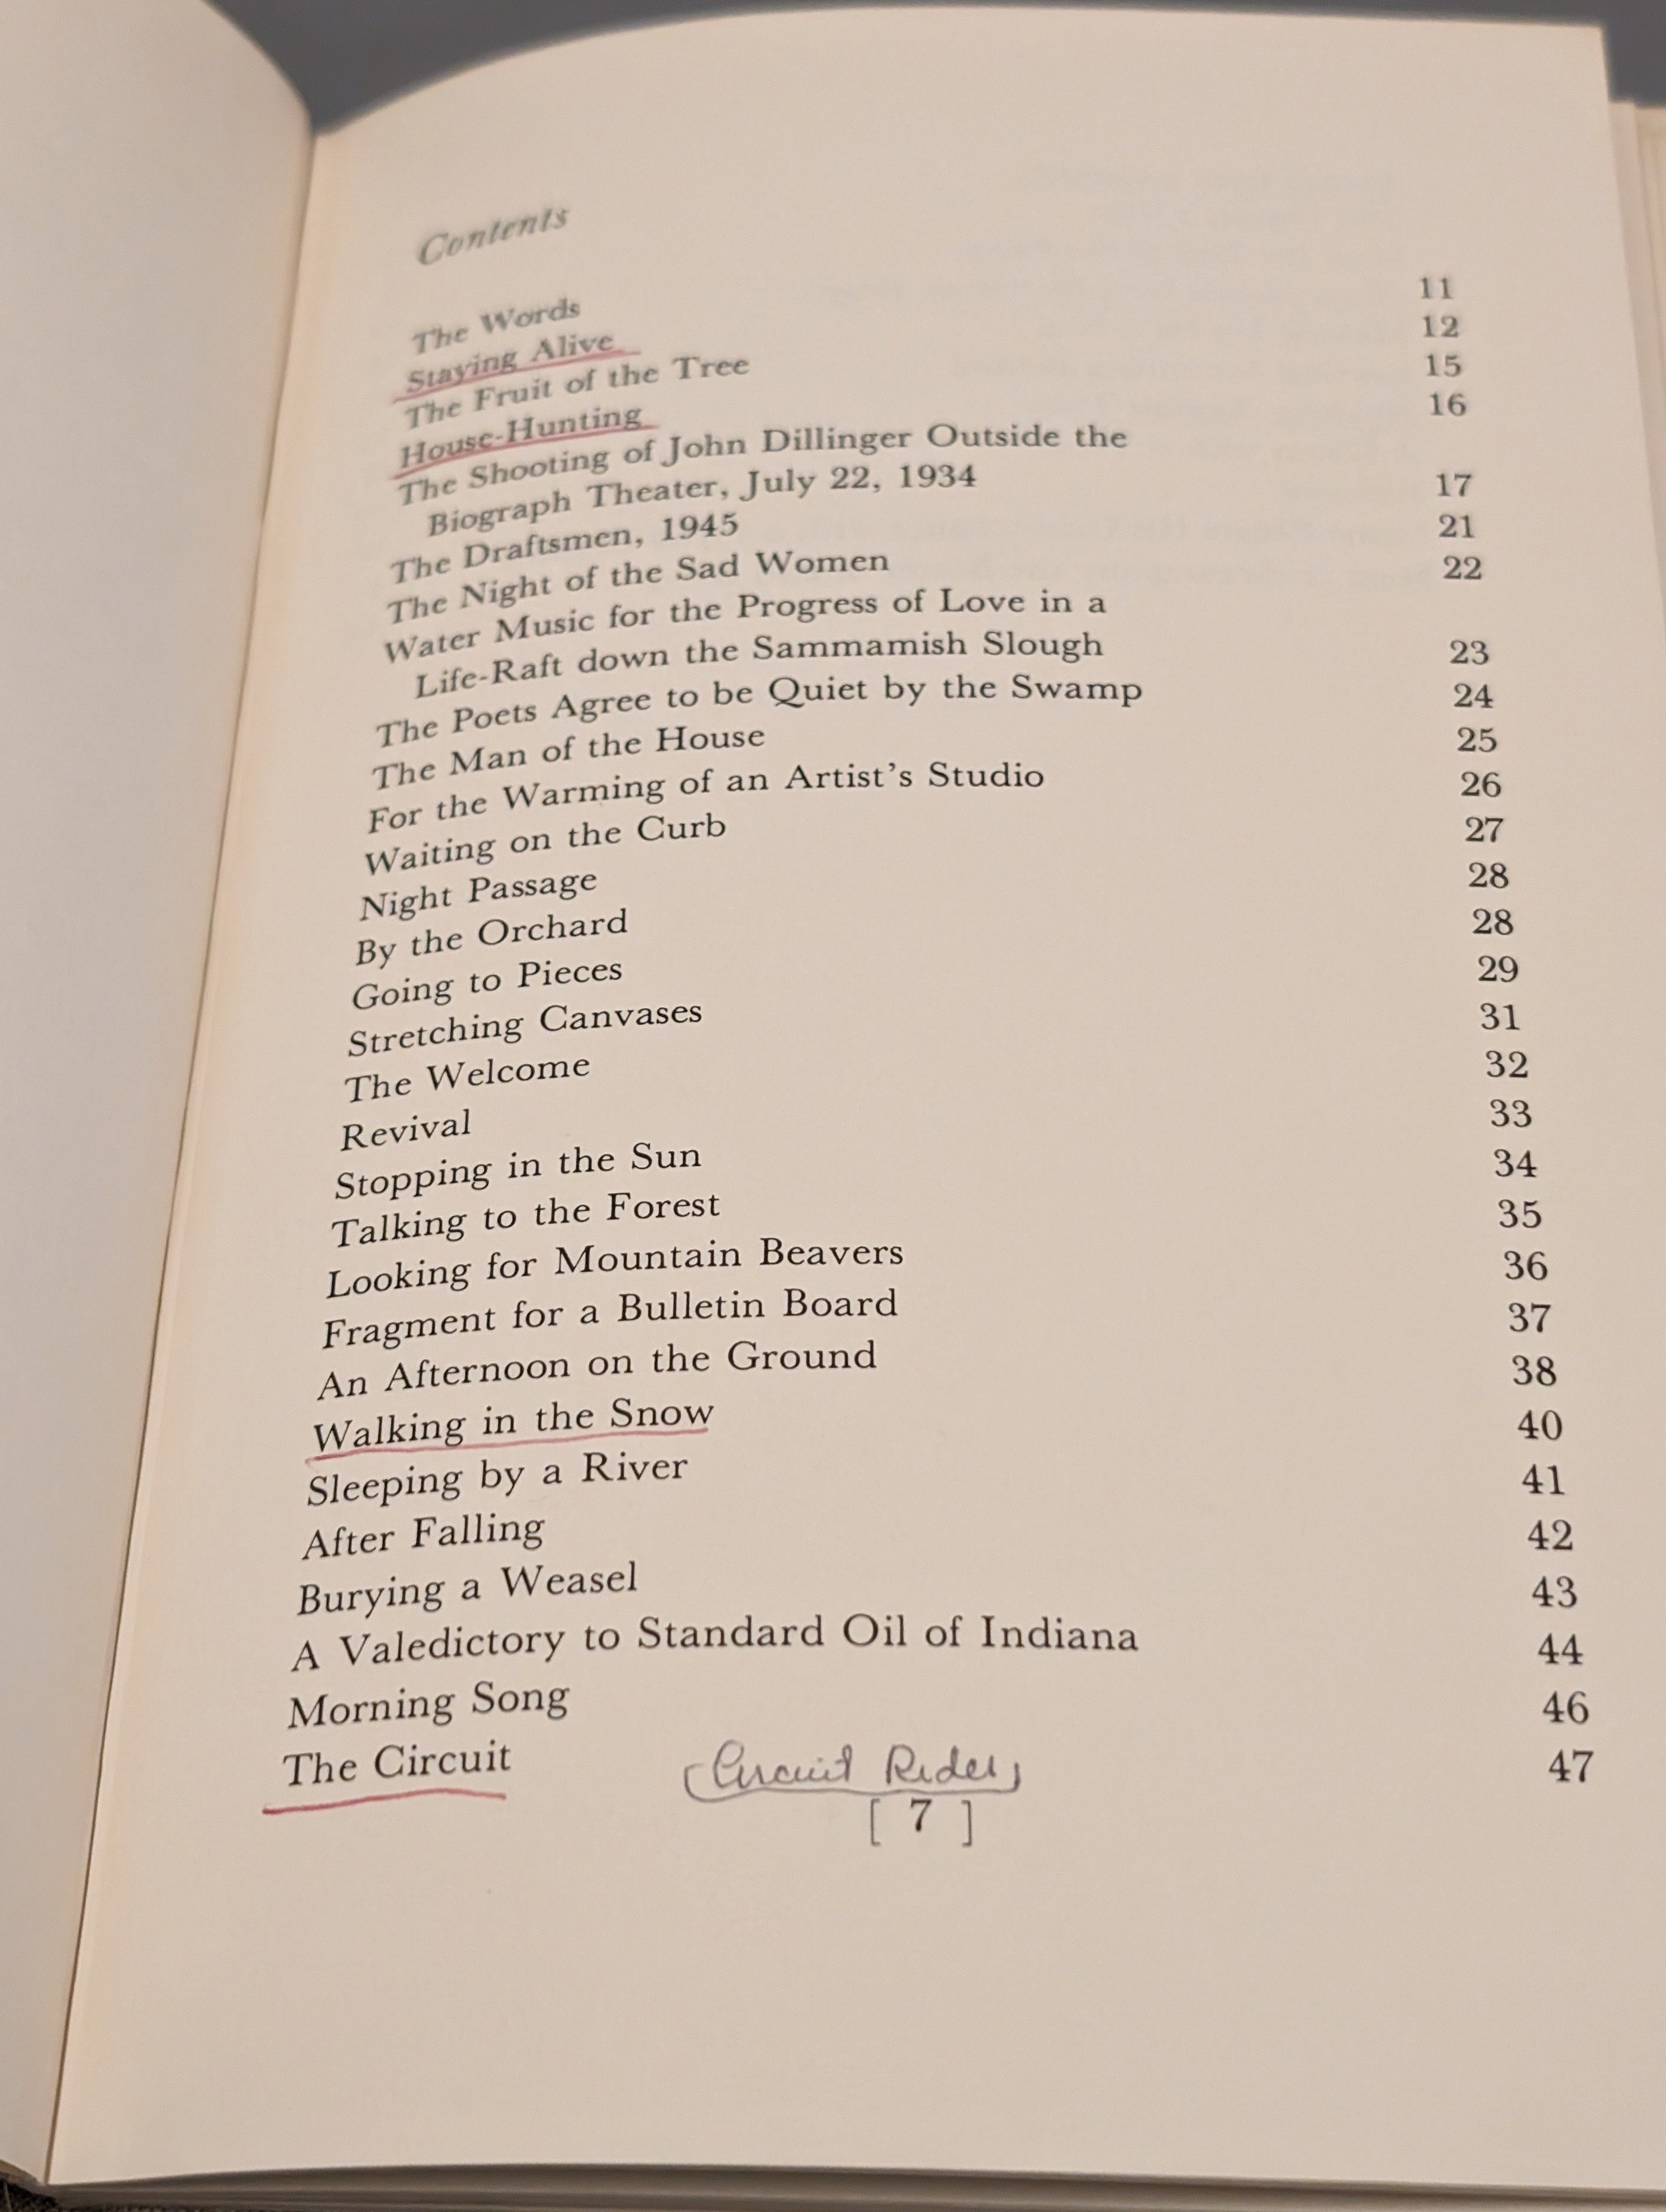 Contents
The Words 11
Staying Alive 12
The Fruit of the Tree 15
House-Hunting 16
The Shooting of John Dillinger Outside the
Biograph Theater, July 22, 1934 17
The Draftsmen, 1945 21
The Night of the Sad Women 22
Water Music for the Progress of Love in a
Life-Raft down the Sammamish Slough 23
The Poets Agree to be Quiet by the Swamp 24
The Man of the House 25
For the Warming of an Artist's Studio 26
Waiting on the Curb 27
Night Passage 28
By the Orchard 28
Going to Pieces 29
Stretching Canvases 31
The Welcome 32
Revival 33
Stopping in the Sun 34
Talking to the Forest 35
Looking for Mountain Beavers 36
Fragment for a Bulletin Board 37
An Afternoon on the Ground 38
Walking in the Snow 40
Sleeping by a River 41
After Falling 42
Burying a Weasel 43
A Valedictory to Standard Oil of Indiana 44
Morning Song 46
The Circuit 47
(Circuit Rider)
[ 7 ]